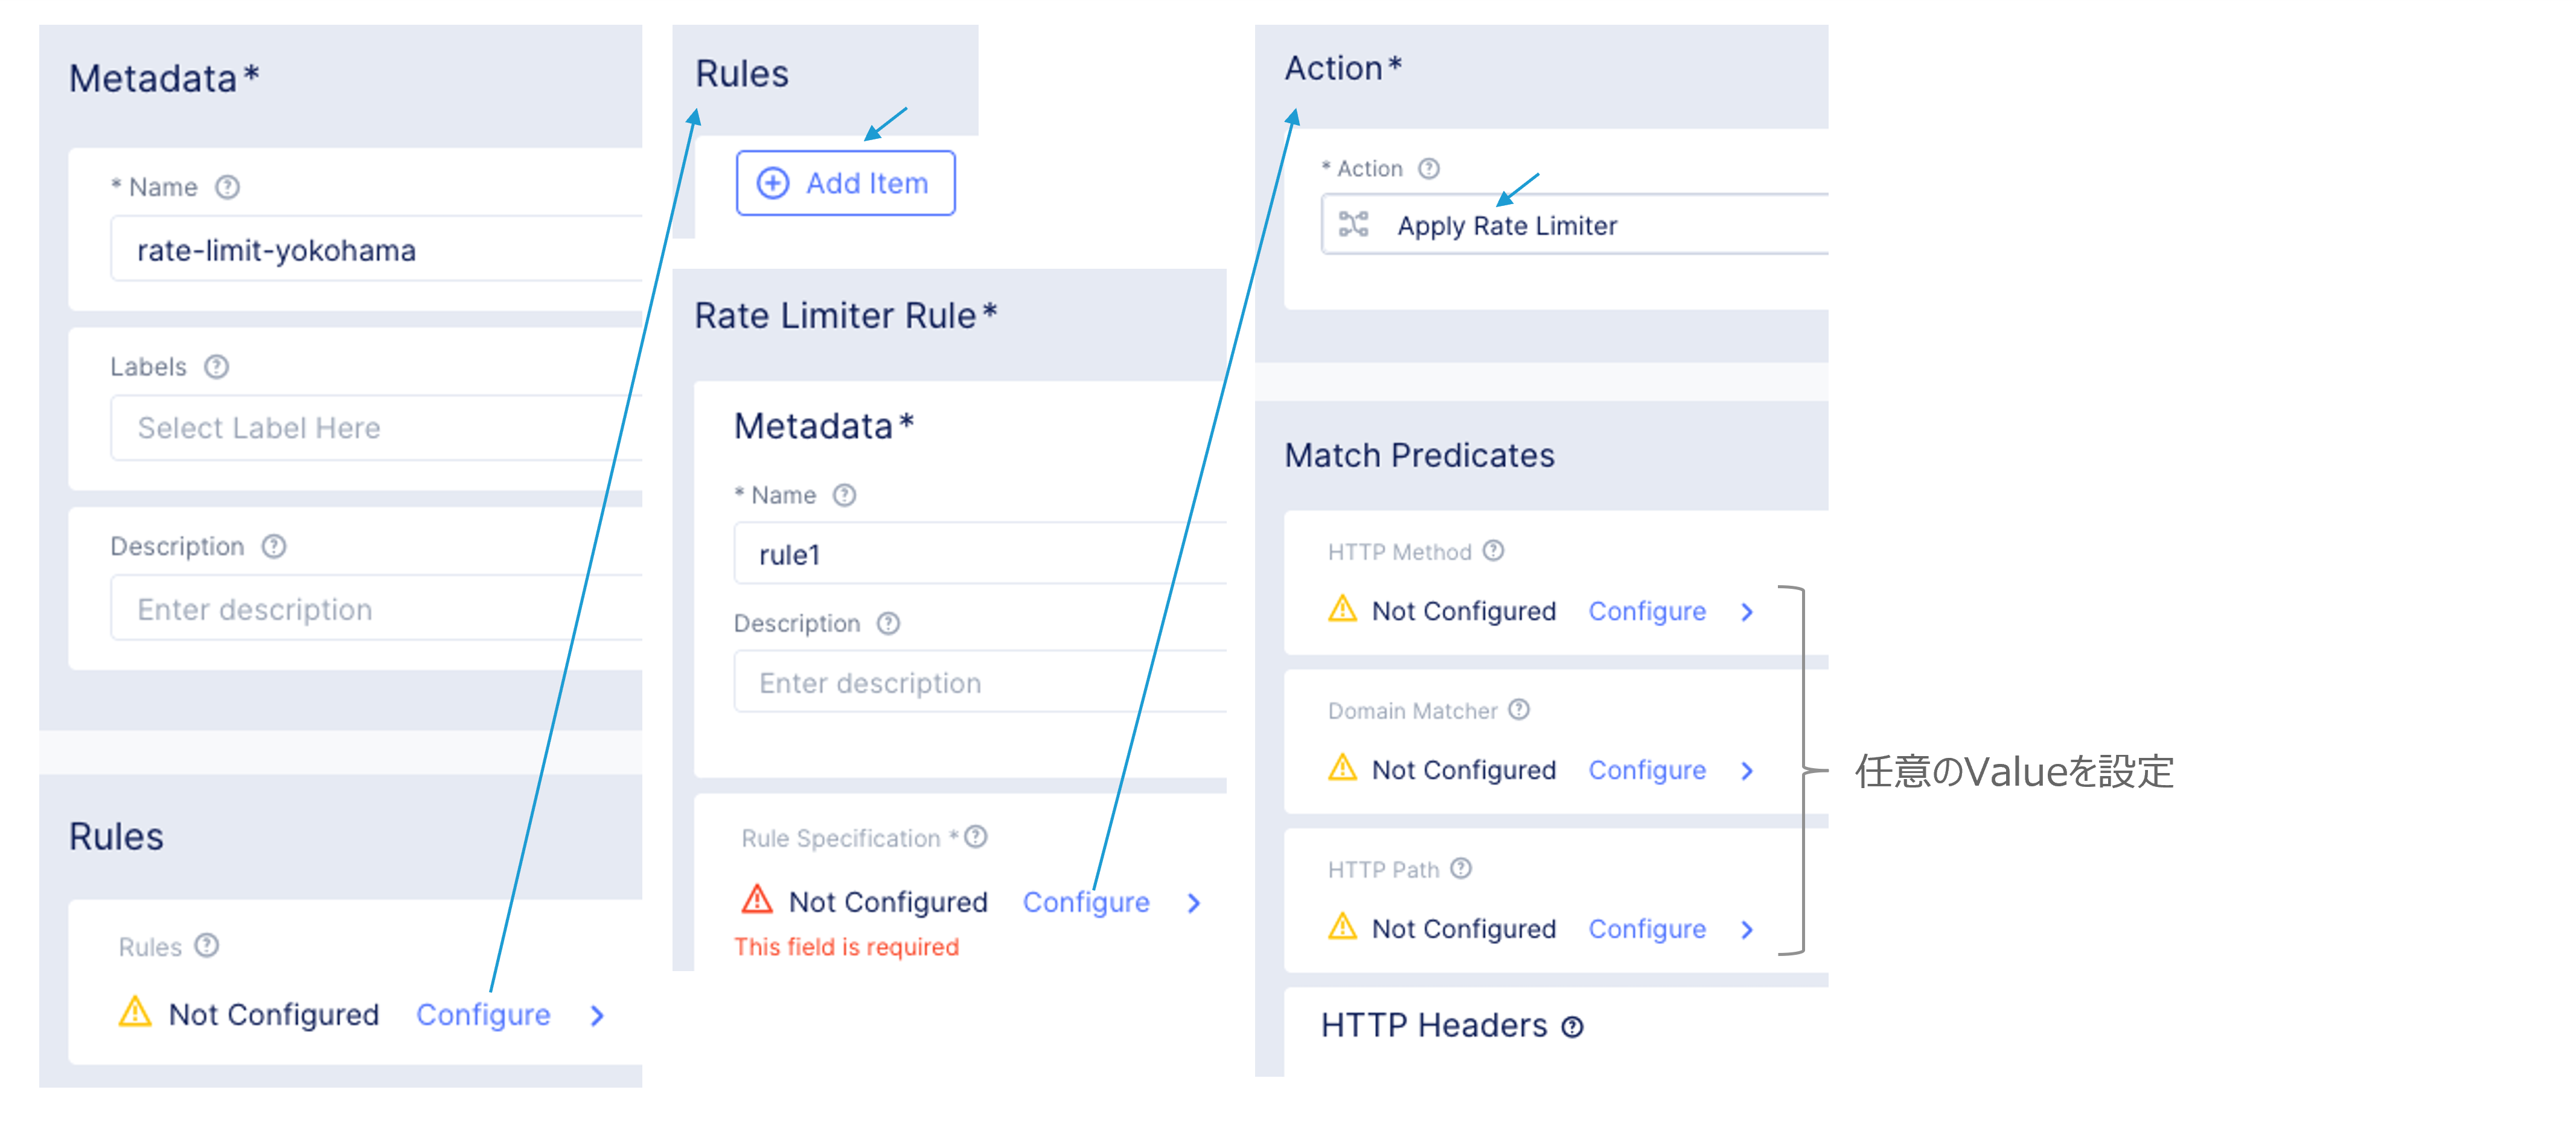 Metadata*
* Name
rate-limit-yokohama
Labels
Select Label Here
Description
Enter description
Rules
Rules
Not Configured Configure >
Rules
Add Item
Rate Limiter Rule*
Metadata*
* Name
rule1
Description
Enter description
Rule Specification *
Not Configured Configure >
This field is required
Action*
* Action
Apply Rate Limiter
Match Predicates
HTTP Method
Not Configured Configure >
Domain Matcher
Not Configured Configure >
HTTP Path
Not Configured Configure >
HTTP Headers
任意のValueを設定